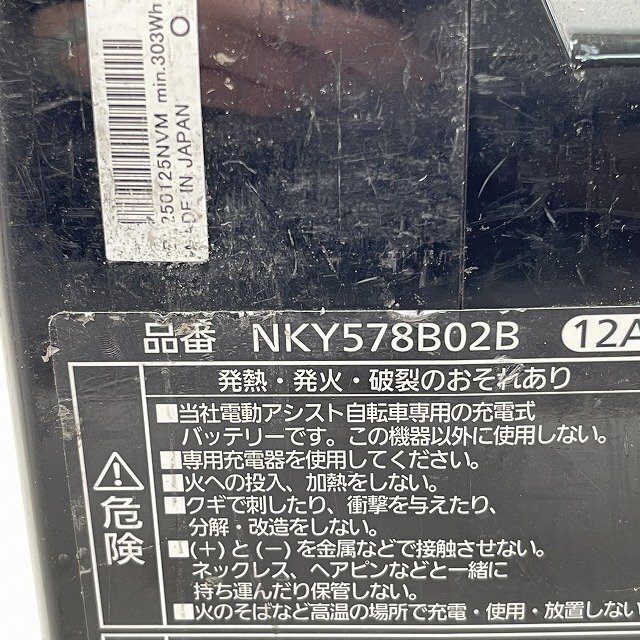 min.303Wh
250125NVM
MADE IN JAPAN
品番 NKY578B02B 12A
発熱・発火・破裂のおそれあり
危険
■当社電動アシスト自転車専用の充電式
バッテリーです。この機器以外に使用しない。
■専用充電器を使用してください。
■火への投入、加熱をしない。
■クギで刺したり、衝撃を与えたり、
分解・改造をしない。
■(+)と(−)を金属などで接触させない。
ネックレス、ヘアピンなどと一緒に
持ち運んだり保管しない。
■火のそばなど高温の場所で充電・使用・放置しない